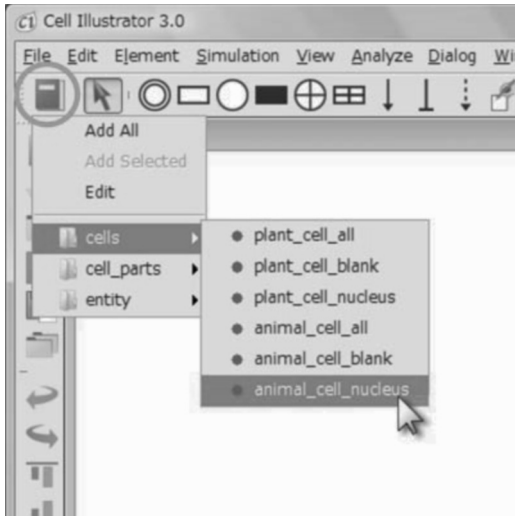 Cell Illustrator 3.0
File Edit Element Simulation View Analyze Dialog
Add All
Add Selected
Edit
cells
cell_parts
entity
plant_cell_all
plant_cell_blank
plant_cell_nucleus
animal_cell_all
animal_cell_blank
animal_cell_nucleus